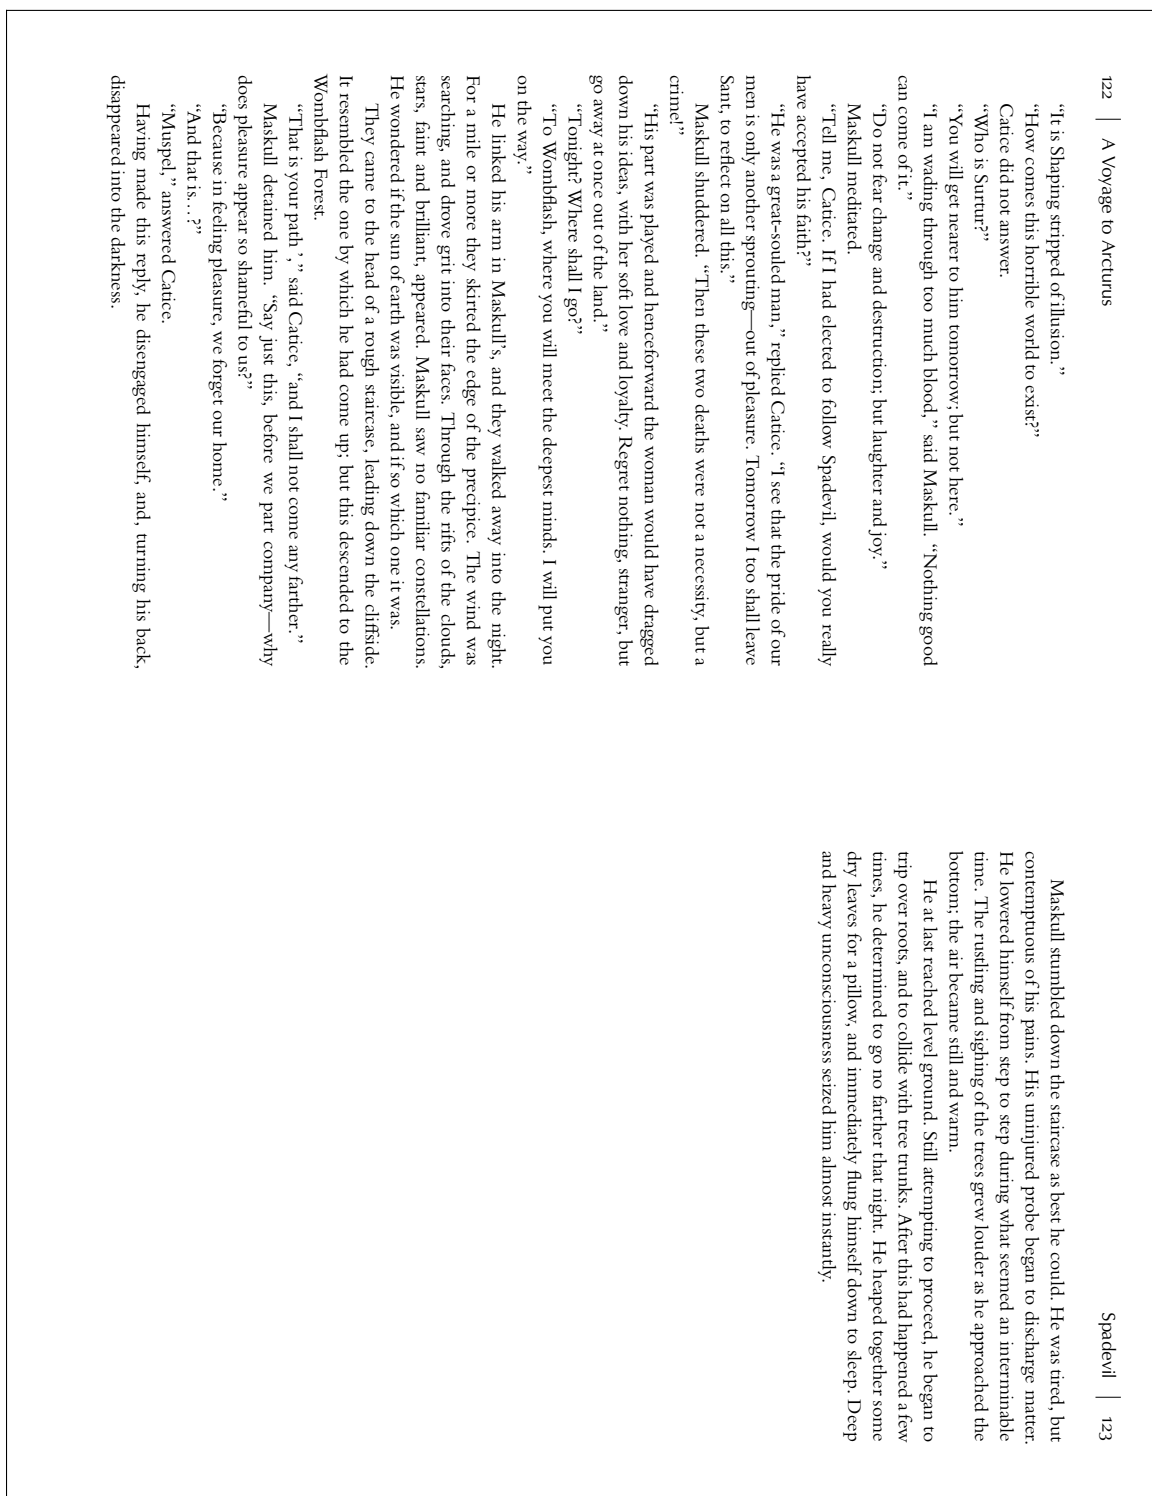 122 | A Voyage to Arcturus
“It is Shaping stripped of illusion.”
“How comes this horrible world to exist?”
Catice did not answer.
“Who is Surtur?”
“You will get nearer to him tomorrow; but not here.”
“I am wading through too much blood,” said Maskull. “Nothing good
can come of it.”
“Do not fear change and destruction; but laughter and joy.”
Maskull meditated.
“Tell me, Catice. If I had elected to follow Spadevil, would you really
have accepted his faith?”
“He was a great-souled man,” replied Catice. “I see that the pride of our
men is only another sprouting—out of pleasure. Tomorrow I too shall leave
Sant, to reflect on all this.”
Maskull shuddered. “Then these two deaths were not a necessity, but a
crime!”
“His part was played and henceforward the woman would have dragged
down his ideas, with her soft love and loyalty. Regret nothing, stranger, but
go away at once out of the land.”
“Tonight? Where shall I go?”
“To Wombflash, where you will meet the deepest minds. I will put you
on the way.”
He linked his arm in Maskull’s, and they walked away into the night.
For a mile or more they skirted the edge of the precipice. The wind was
searching, and drove grit into their faces. Through the rifts of the clouds,
stars, faint and brilliant, appeared. Maskull saw no familiar constellations.
He wondered if the sun of earth was visible, and if so which one it was.
They came to the head of a rough staircase, leading down the cliffside.
It resembled the one by which he had come up; but this descended to the
Wombflash Forest.
“That is your path’,” said Catice, “and I shall not come any farther.”
Maskull detained him. “Say just this, before we part company—why
does pleasure appear so shameful to us?”
“Because in feeling pleasure, we forget our home.”
“And that is…?”
“Muspel,” answered Catice.
Having made this reply, he disengaged himself, and, turning his back,
disappeared into the darkness.
Spadevil | 123
Maskull stumbled down the staircase as best he could. He was tired, but
contemptuous of his pains. His uninjured probe began to discharge matter.
He lowered himself from step to step during what seemed an interminable
time. The rustling and sighing of the trees grew louder as he approached the
bottom; the air became still and warm.
He at last reached level ground. Still attempting to proceed, he began to
trip over roots, and to collide with tree trunks. After this had happened a few
times, he determined to go no farther that night. He heaped together some
dry leaves for a pillow, and immediately flung himself down to sleep. Deep
and heavy unconsciousness seized him almost instantly.